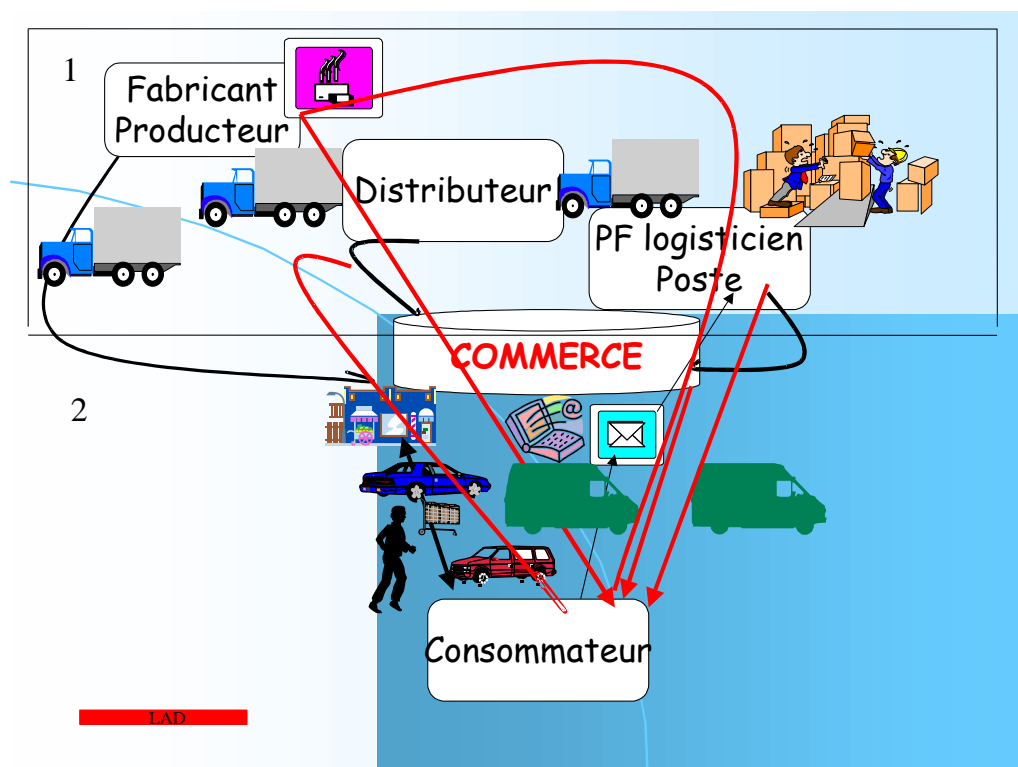 1
Fabricant
Producteur
Distributeur
PF logisticien
Poste
COMMERCE
2
@
Consommateur
LAD